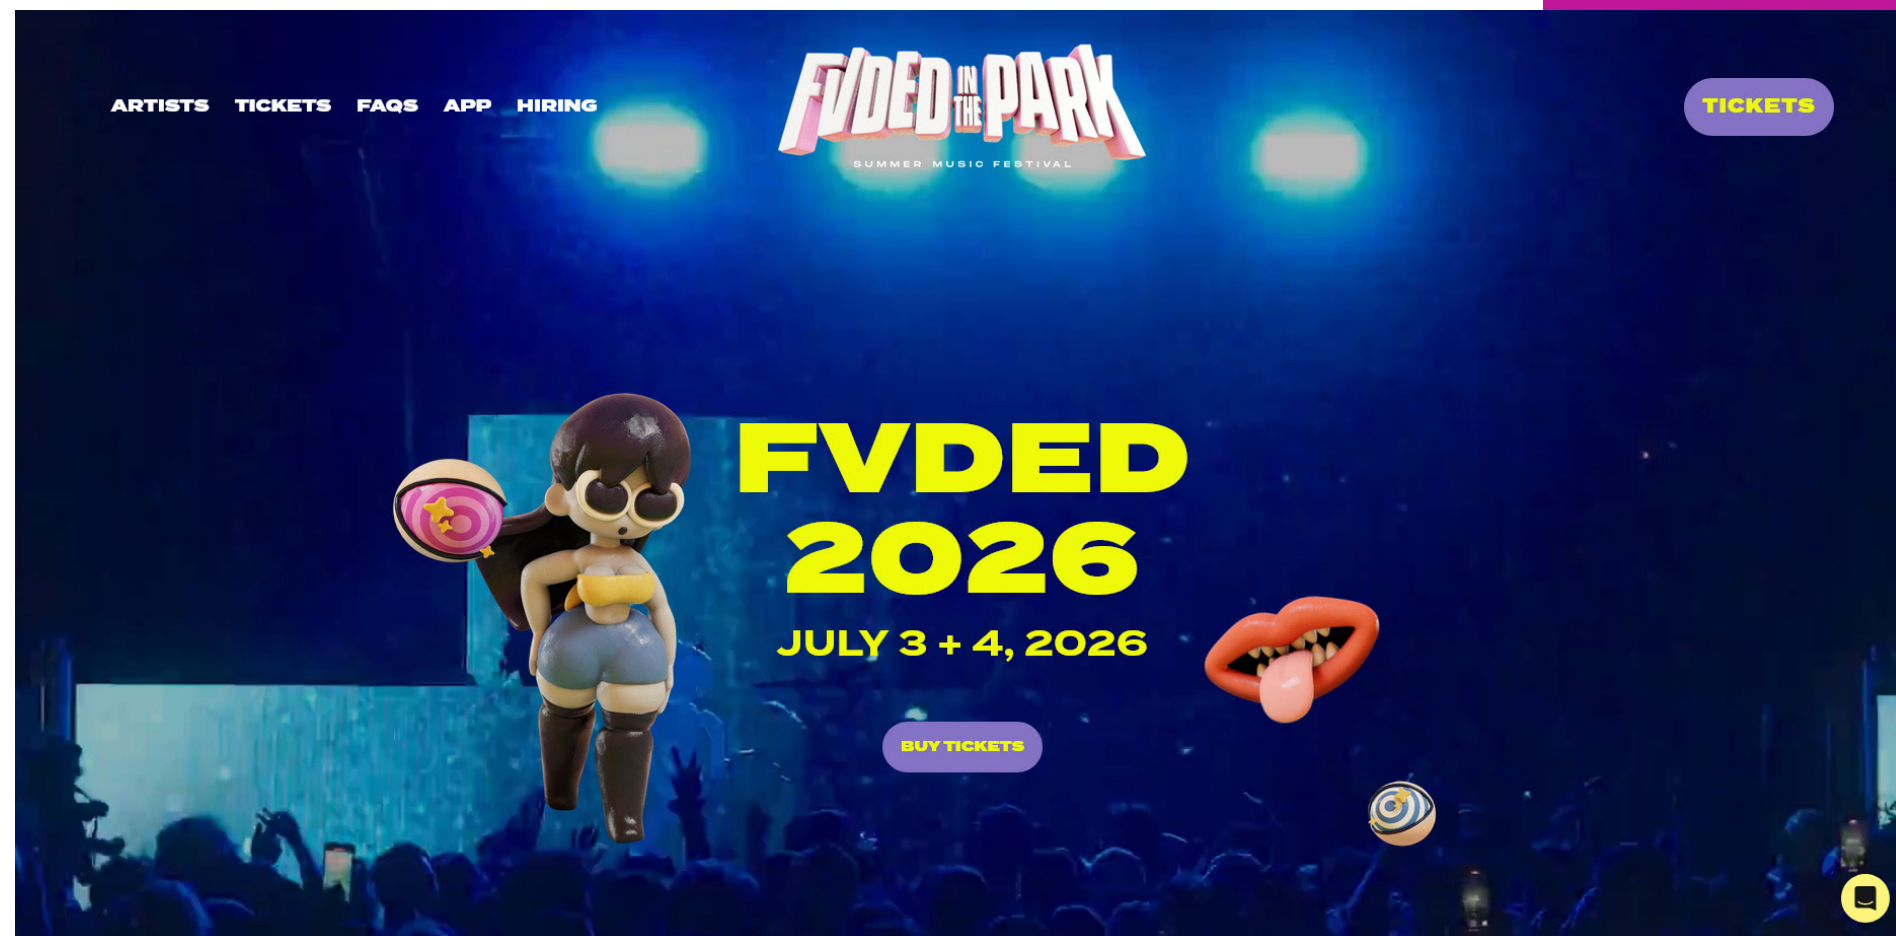 ARTISTS TICKETS FAQS APP HIRING
FVDED IN THE PARK
SUMMER MUSIC FESTIVAL
TICKETS
FVDED
2026
JULY 3 + 4, 2026
BUY TICKETS